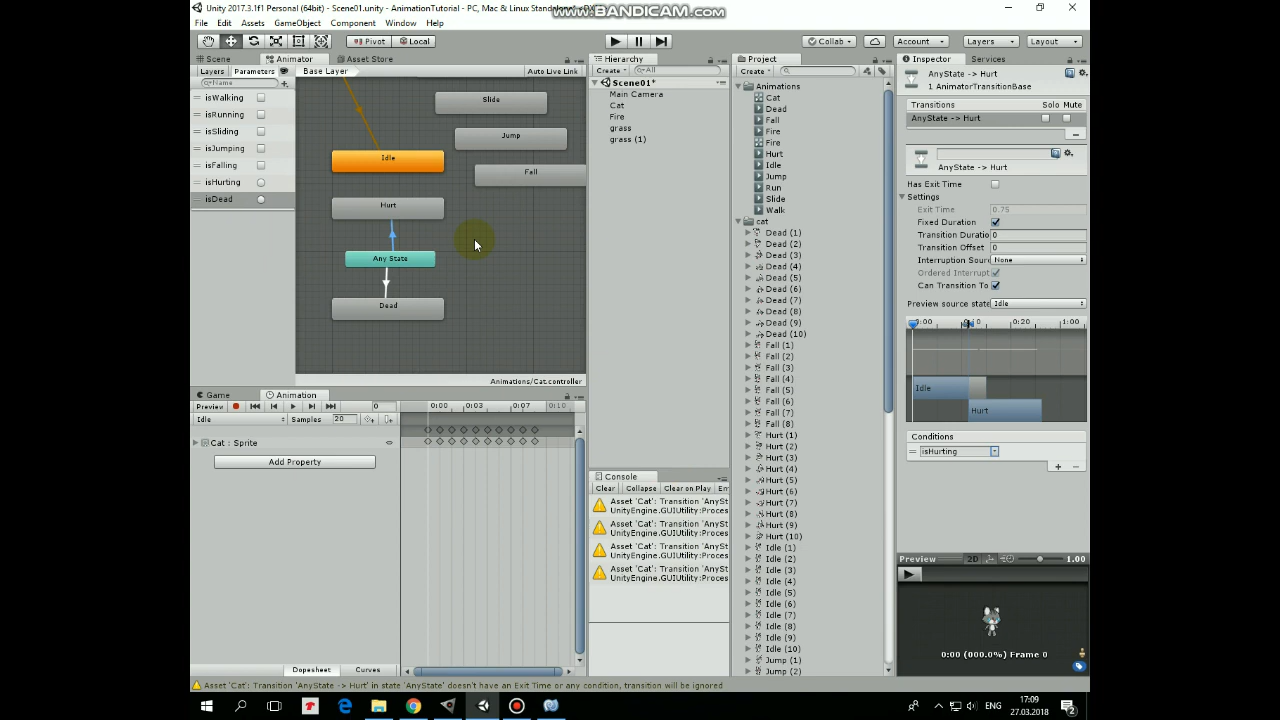 Unity 2017.3.1f1 Personal (64bit) - Scene01.unity - AnimationTutorial - PC, Mac & Linux Standalone
www.BANDICAM.com
File Edit Assets GameObject Component Window Help
Pivot Local Collab Account Layers Layout
Scene Animator Asset Store
Layers Parameters Base Layer Auto Live Link
Name
isWalking
isRunning
isSliding
isJumping
isFalling
isHurting
isDead
Slide
Jump
Idle
Fall
Hurt
Any State
Dead
Animations/Cat.controller
Game Animation
Preview 0 0:00 0:03 0:07 0:10
Idle Samples 20
Cat : Sprite
Add Property
Dopesheet Curves
Hierarchy
Create All
Scene01*
Main Camera
Cat
Fire
grass
grass (1)
Console
Clear Collapse Clear on Play
Asset 'Cat': Transition 'AnySt
UnityEngine.GUIUtility:Proces
Asset 'Cat': Transition 'AnySt
UnityEngine.GUIUtility:Proces
Asset 'Cat': Transition 'AnySt
UnityEngine.GUIUtility:Proces
Asset 'Cat': Transition 'AnySt
UnityEngine.GUIUtility:Proces
Project
Create
Animations
Cat
Dead
Fall
Fire
Fire
Hurt
Idle
Jump
Run
Slide
Walk
cat
Dead (1)
Dead (2)
Dead (3)
Dead (4)
Dead (5)
Dead (6)
Dead (7)
Dead (8)
Dead (9)
Dead (10)
Fall (1)
Fall (2)
Fall (3)
Fall (4)
Fall (5)
Fall (6)
Fall (7)
Fall (8)
Hurt (1)
Hurt (2)
Hurt (3)
Hurt (4)
Hurt (5)
Hurt (6)
Hurt (7)
Hurt (8)
Hurt (9)
Hurt (10)
Idle (1)
Idle (2)
Idle (3)
Idle (4)
Idle (5)
Idle (6)
Idle (7)
Idle (8)
Idle (9)
Idle (10)
Jump (1)
Jump (2)
Inspector Services
AnyState -> Hurt
1 AnimatorTransitionBase
Transitions Solo Mute
AnyState -> Hurt
AnyState -> Hurt
Has Exit Time
Settings
Exit Time 0.75
Fixed Duration
Transition Duratio 0
Transition Offset 0
Interruption Sour None
Ordered Interrupt
Can Transition To
Preview source state Idle
0:20 1:00
Idle
Hurt
Conditions
isHurting
Preview 2D 1.00
0:00 (000.0%) Frame 0
Asset 'Cat': Transition 'AnyState -> Hurt' in state 'AnyState' doesn't have an Exit Time or any condition, transition will be ignored
ENG 17:09
27.03.2018
2